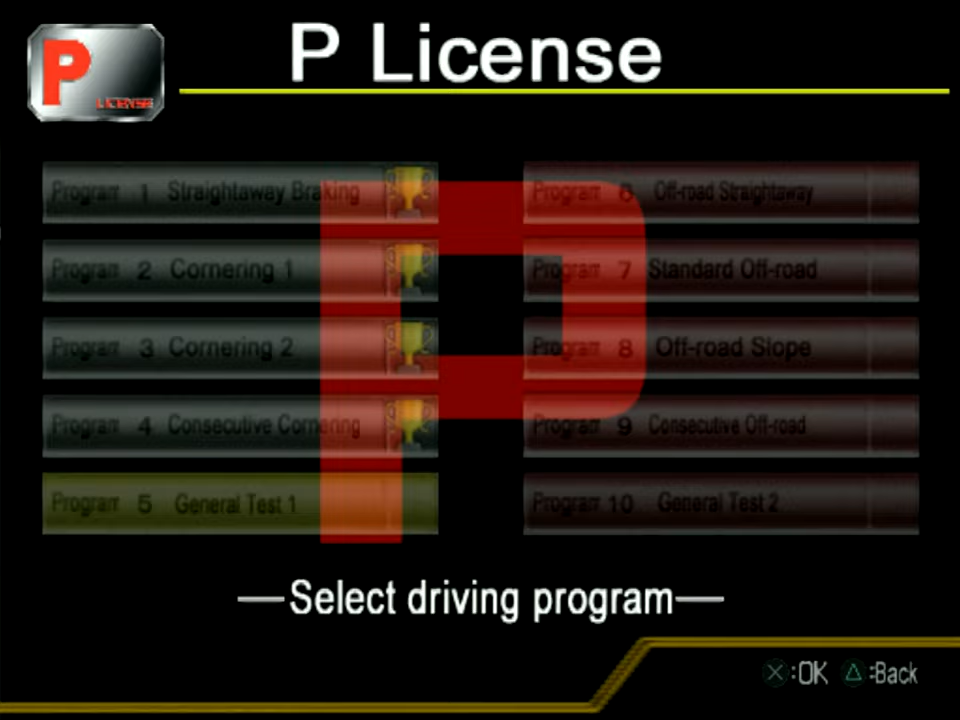 P
LICENSE
P License
Program 1 Straightaway Braking
Program 2 Cornering 1
Program 3 Cornering 2
Program 4 Consecutive Cornering
Program 5 General Test 1
Program 6 Off-road Straightaway
Program 7 Standard Off-road
Program 8 Off-road Slope
Program 9 Consecutive Off-road
Program 10 General Test 2
P
—Select driving program—
:OK :Back